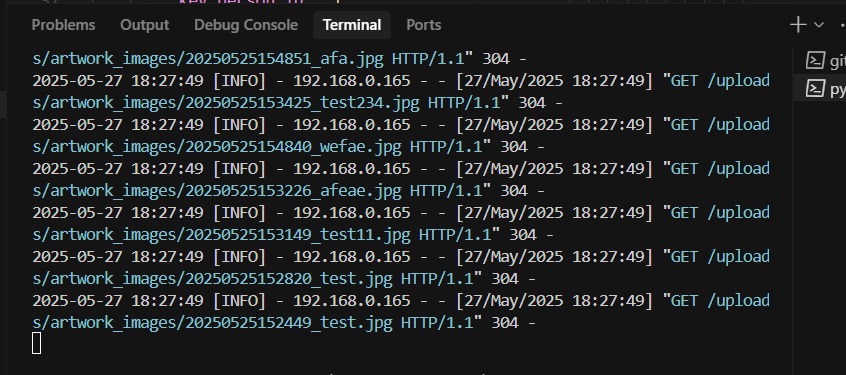 Problems Output Debug Console Terminal Ports
s/artwork_images/20250525154851_afa.jpg HTTP/1.1" 304 -
2025-05-27 18:27:49 [INFO] - 192.168.0.165 - - [27/May/2025 18:27:49] "GET /upload
s/artwork_images/20250525153425_test234.jpg HTTP/1.1" 304 -
2025-05-27 18:27:49 [INFO] - 192.168.0.165 - - [27/May/2025 18:27:49] "GET /upload
s/artwork_images/20250525154840_wefae.jpg HTTP/1.1" 304 -
2025-05-27 18:27:49 [INFO] - 192.168.0.165 - - [27/May/2025 18:27:49] "GET /upload
s/artwork_images/20250525153226_afeae.jpg HTTP/1.1" 304 -
2025-05-27 18:27:49 [INFO] - 192.168.0.165 - - [27/May/2025 18:27:49] "GET /upload
s/artwork_images/20250525153149_test11.jpg HTTP/1.1" 304 -
2025-05-27 18:27:49 [INFO] - 192.168.0.165 - - [27/May/2025 18:27:49] "GET /upload
s/artwork_images/20250525152820_test.jpg HTTP/1.1" 304 -
2025-05-27 18:27:49 [INFO] - 192.168.0.165 - - [27/May/2025 18:27:49] "GET /upload
s/artwork_images/20250525152449_test.jpg HTTP/1.1" 304 -
git
py